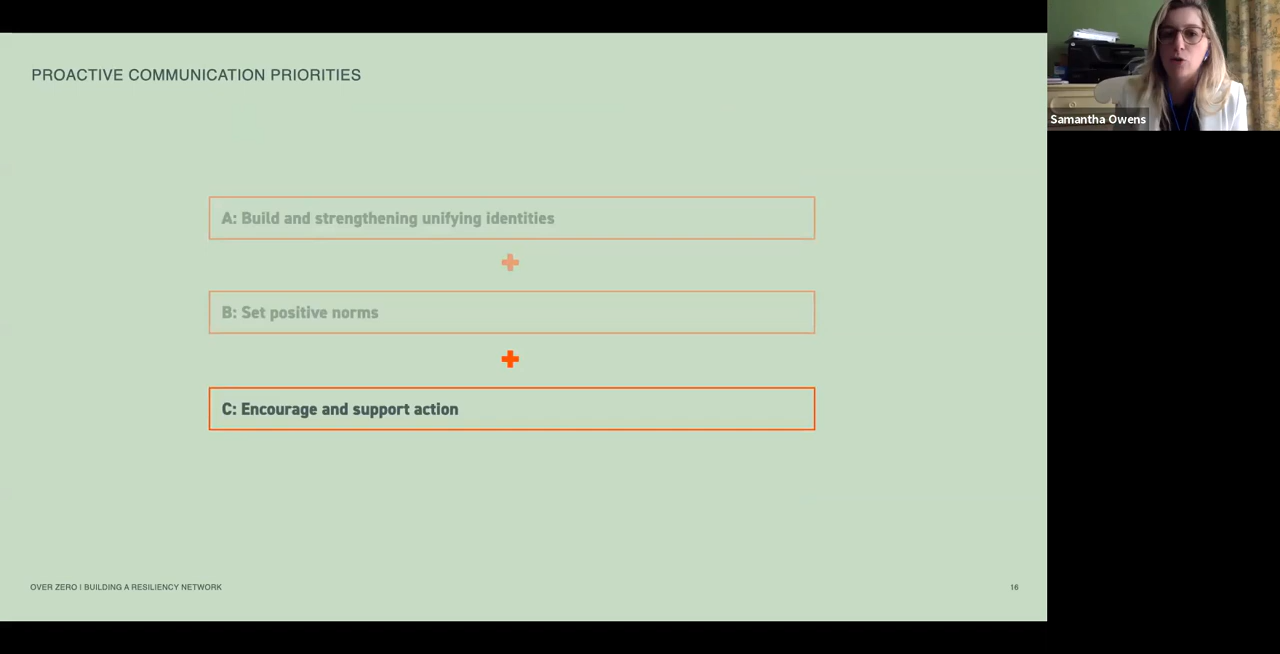 PROACTIVE COMMUNICATION PRIORITIES
Samantha Owens
A: Build and strengthening unifying identities
B: Set positive norms
C: Encourage and support action
OVER ZERO | BUILDING A RESILIENCY NETWORK
16